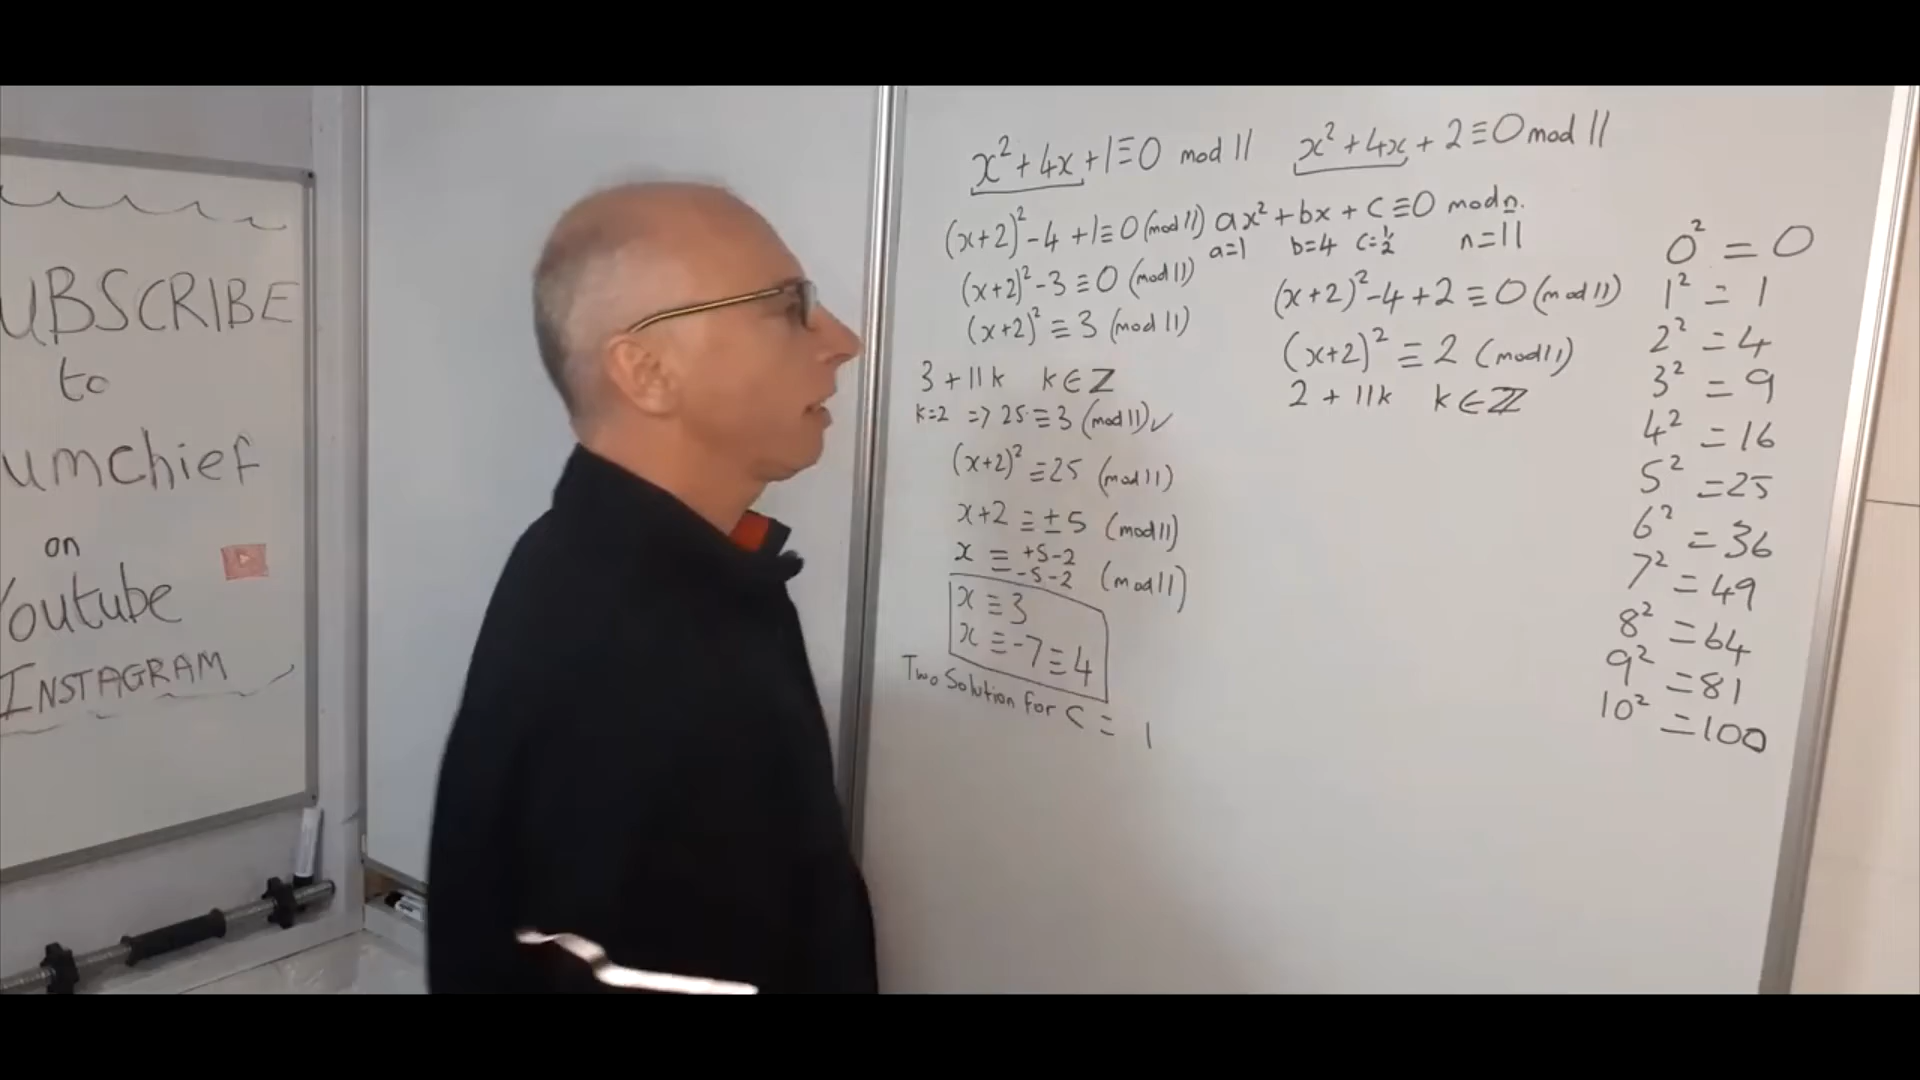 UBSCRIBE
to
umchief
on
Youtube
INSTAGRAM
x² + 4x + 1 ≡ 0 mod 11
(x+2)² - 4 + 1 ≡ 0 (mod 11)
(x+2)² - 3 ≡ 0 (mod 11)
(x+2)² ≡ 3 (mod 11)
3 + 11k k ∈ ℤ
k=2 => 25 ≡ 3 (mod 11) ✓
(x+2)² ≡ 25 (mod 11)
x+2 ≡ ± 5 (mod 11)
x ≡ +5-2
-5-2 (mod 11)
x ≡ 3
x ≡ -7 ≡ 4
Two Solution for C = 1
x² + 4x + 2 ≡ 0 mod 11
ax² + bx + c ≡ 0 mod n.
a=1 b=4 c=1/2 n=11
(x+2)² - 4 + 2 ≡ 0 (mod 11)
(x+2)² ≡ 2 (mod 11)
2 + 11k k ∈ ℤ
0² = 0
1² = 1
2² = 4
3² = 9
4² = 16
5² = 25
6² = 36
7² = 49
8² = 64
9² = 81
10² = 100